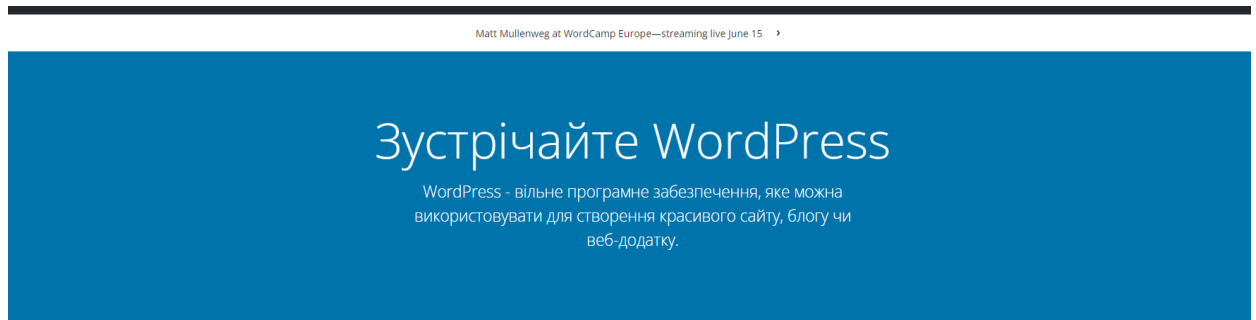 Matt Mullenweg at WordCamp Europe—streaming live June 15 ›
Зустрічайте WordPress
WordPress - вільне програмне забезпечення, яке можна
використовувати для створення красивого сайту, блогу чи
веб-додатку.